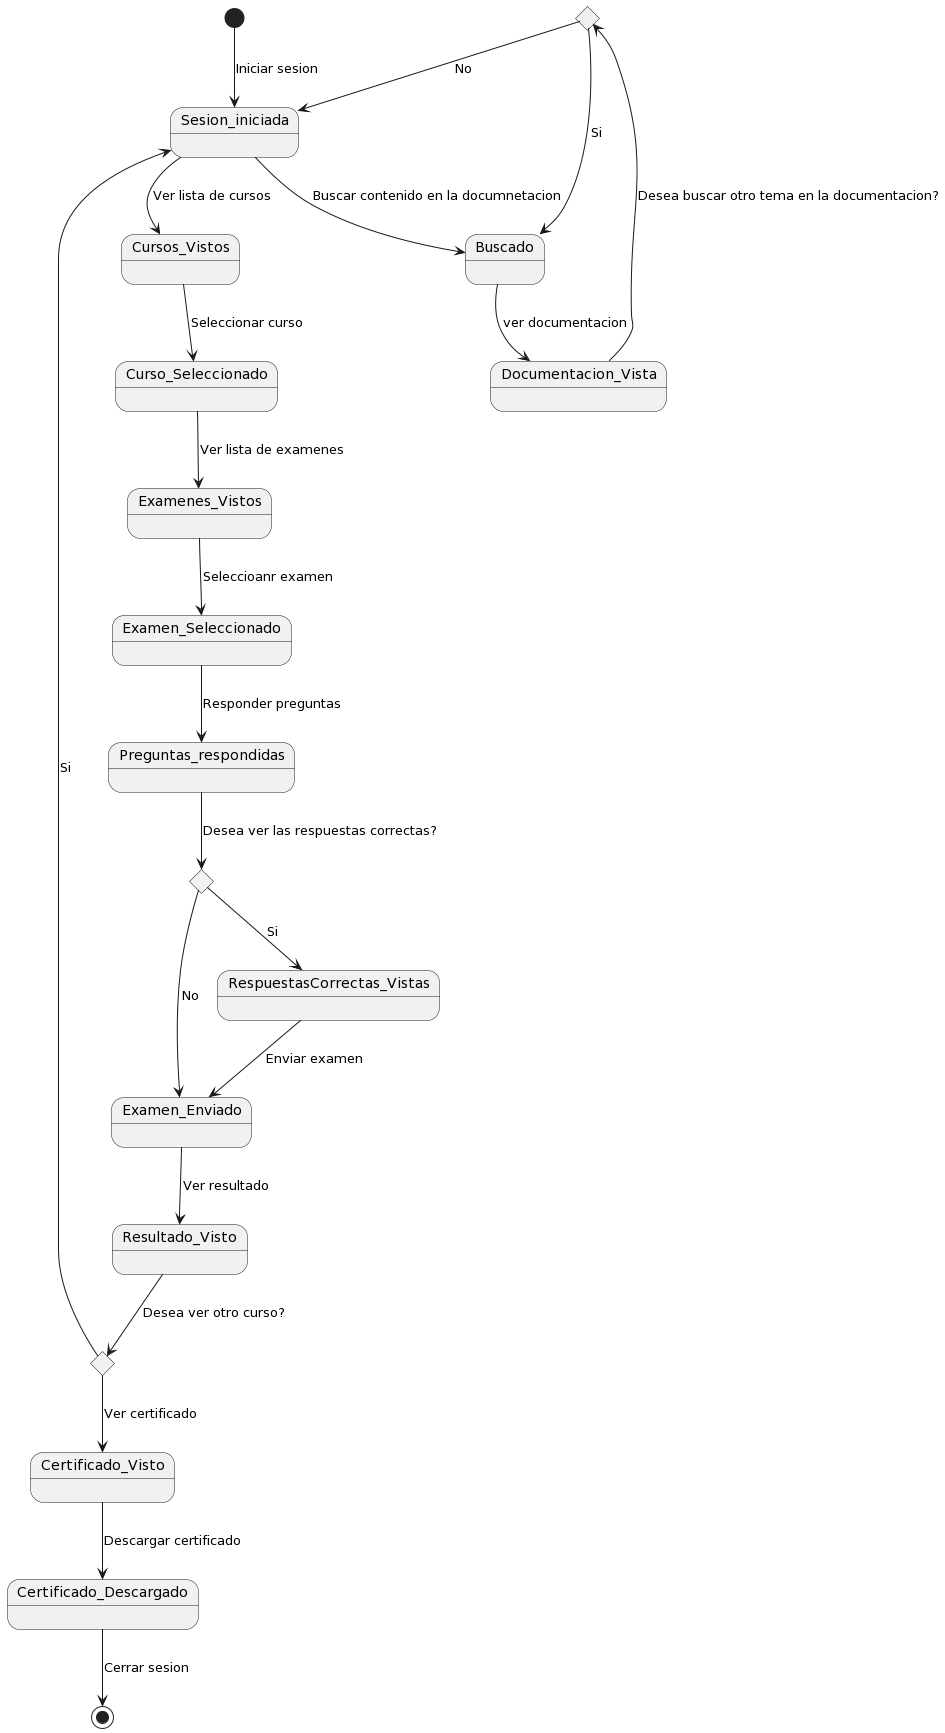 Iniciar sesion
No
Sesion_iniciada
Si
Ver lista de cursos
Buscar contenido en la documnetacion
Desea buscar otro tema en la documentacion?
Cursos_Vistos
Buscado
Seleccionar curso
ver documentacion
Curso_Seleccionado
Documentacion_Vista
Ver lista de examenes
Examenes_Vistos
Seleccioanr examen
Examen_Seleccionado
Responder preguntas
Preguntas_respondidas
Si
Desea ver las respuestas correctas?
Si
RespuestasCorrectas_Vistas
No
Enviar examen
Examen_Enviado
Ver resultado
Resultado_Visto
Desea ver otro curso?
Ver certificado
Certificado_Visto
Descargar certificado
Certificado_Descargado
Cerrar sesion